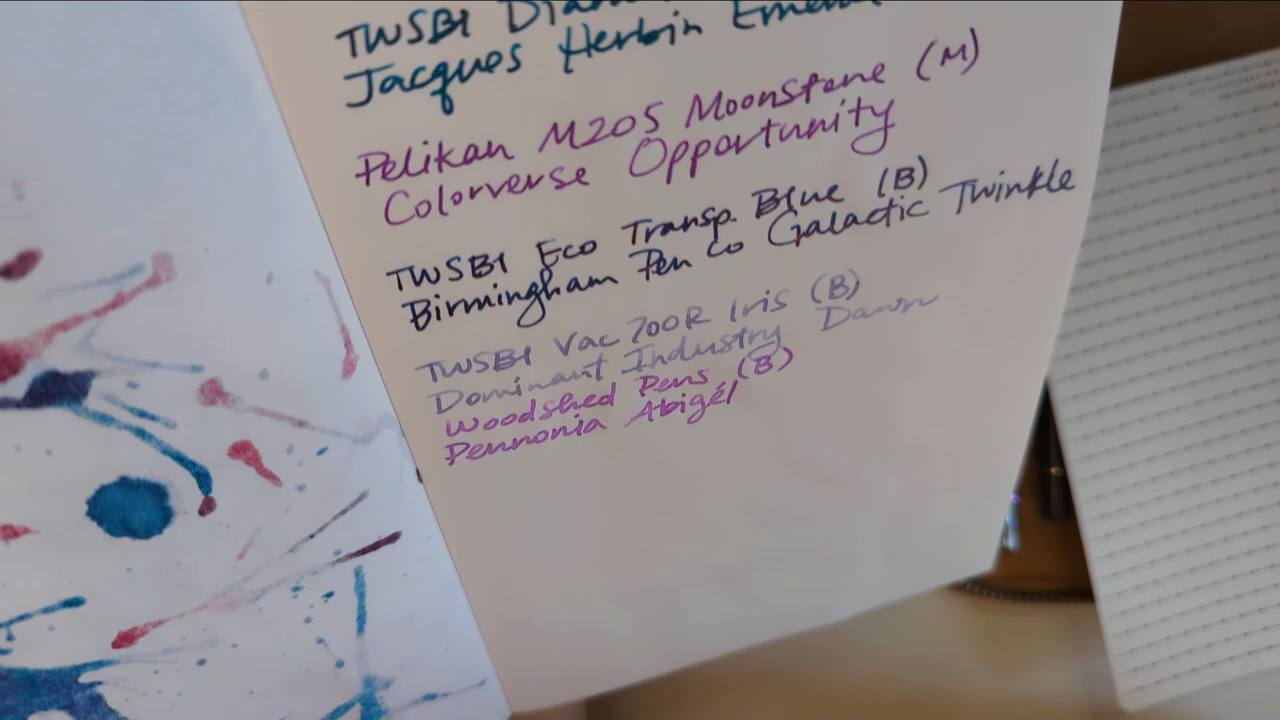 TWSBI
Jacques Herbin
Pelikan M205 Moonstone (M)
Colorverse Opportunity
TWSBI Eco Transp. Blue (B)
Birmingham Pen Co Galactic Twinkle
TWSBI Vac 700R Iris (B)
Dominant Industry Dawn
Woodshed Pens (B)
Pennonia Abigél